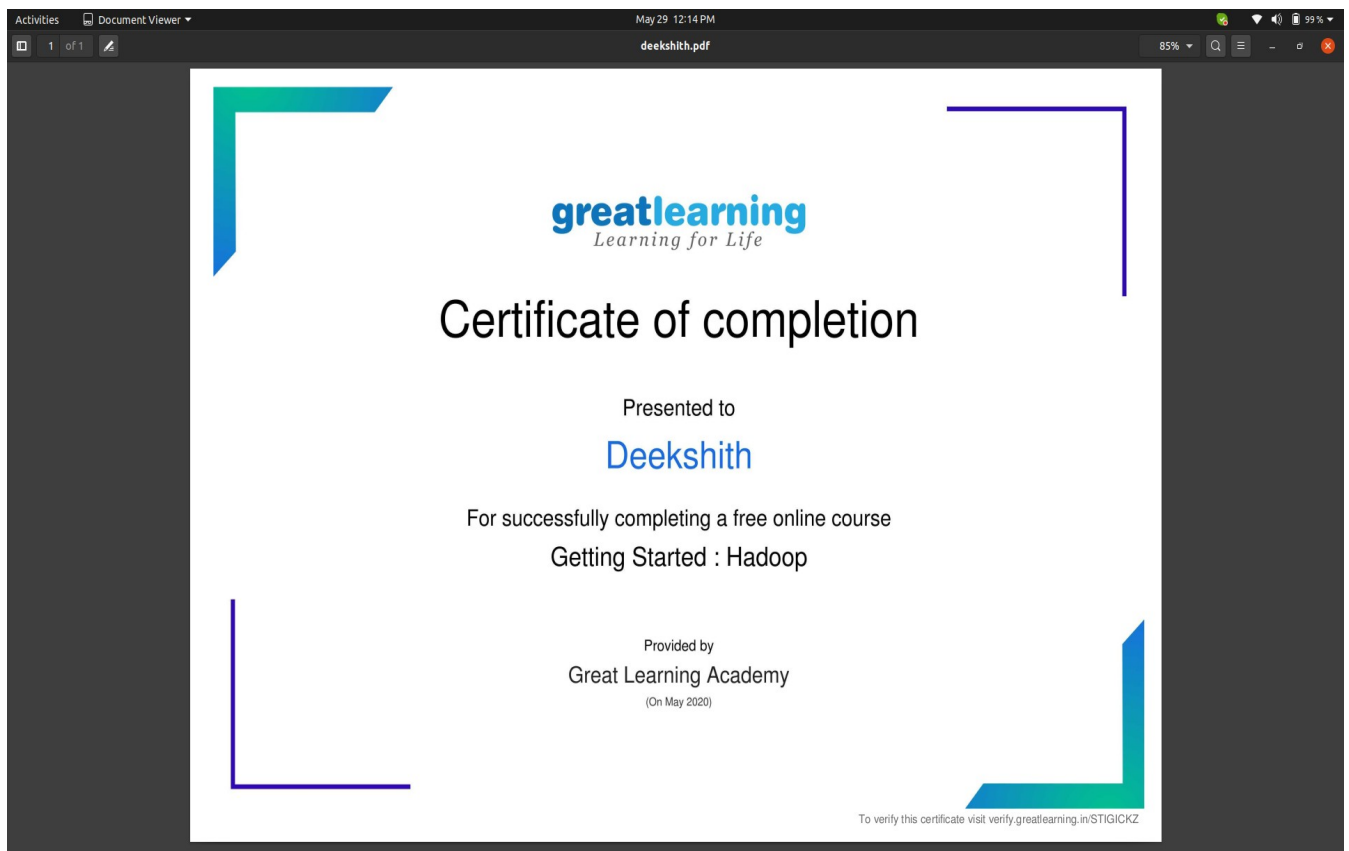 Activities Document Viewer May 29 12:14 PM 99 %
1 of 1 deekshith.pdf 85%
greatlearning
Learning for Life
Certificate of completion
Presented to
Deekshith
For successfully completing a free online course
Getting Started : Hadoop
Provided by
Great Learning Academy
(On May 2020)
To verify this certificate visit verify.greatlearning.in/STIGICKZ